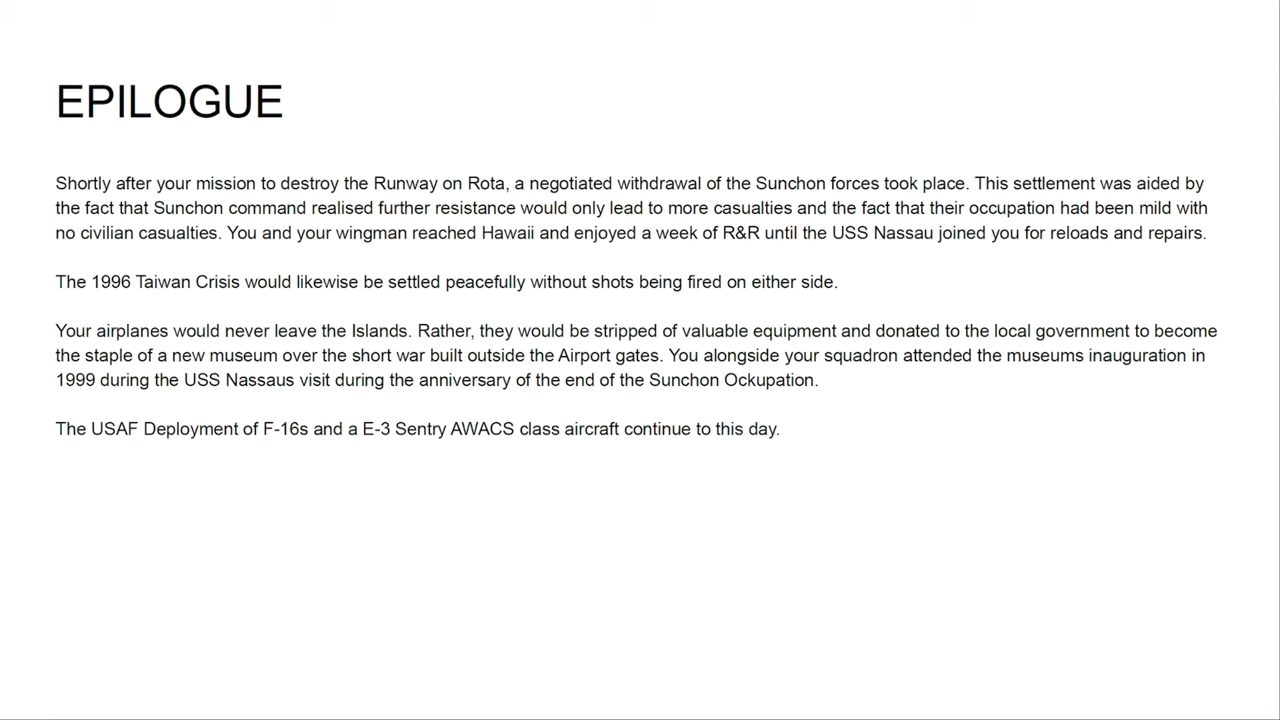 EPILOGUE
Shortly after your mission to destroy the Runway on Rota, a negotiated withdrawal of the Sunchon forces took place. This settlement was aided by
the fact that Sunchon command realised further resistance would only lead to more casualties and the fact that their occupation had been mild with
no civilian casualties. You and your wingman reached Hawaii and enjoyed a week of R&R until the USS Nassau joined you for reloads and repairs.
The 1996 Taiwan Crisis would likewise be settled peacefully without shots being fired on either side.
Your airplanes would never leave the Islands. Rather, they would be stripped of valuable equipment and donated to the local government to become
the staple of a new museum over the short war built outside the Airport gates. You alongside your squadron attended the museums inauguration in
1999 during the USS Nassaus visit during the anniversary of the end of the Sunchon Ockupation.
The USAF Deployment of F-16s and a E-3 Sentry AWACS class aircraft continue to this day.